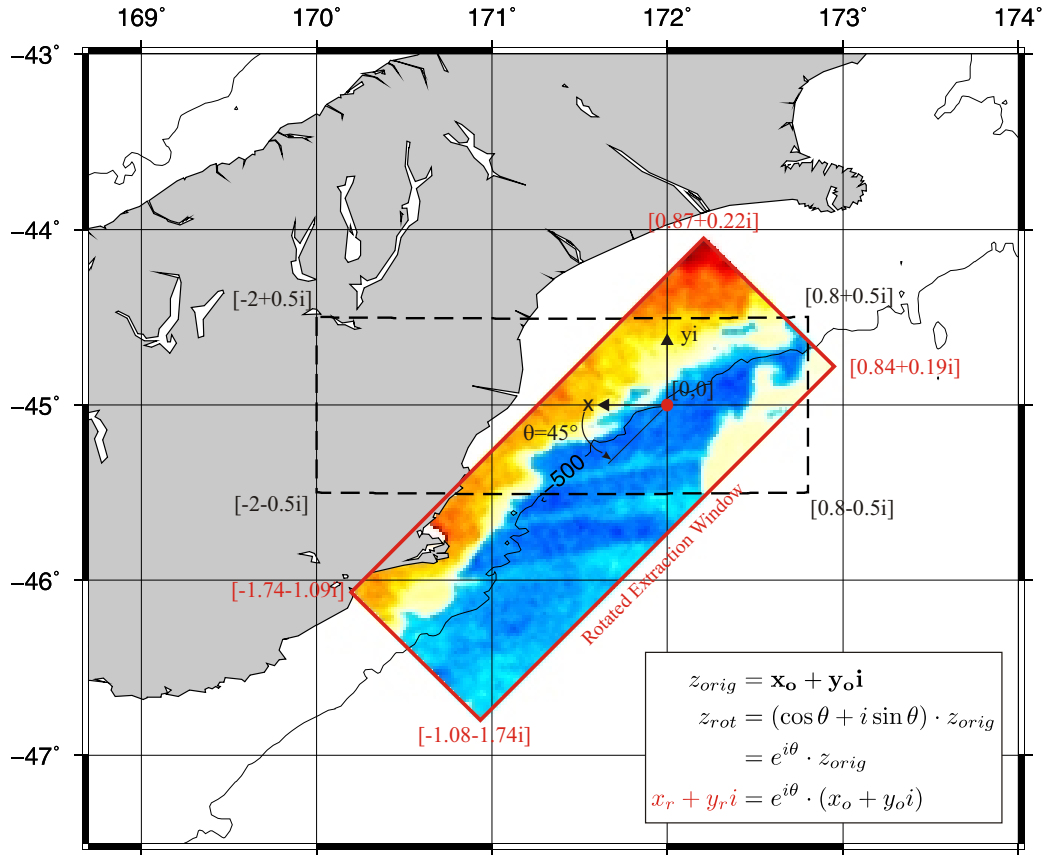 169° 170° 171° 172° 173° 174°
−43°
−44°
−45°
−46°
−47°
[0.87+0.22i]
[-2+0.5i]
[0.8+0.5i]
yi
[0.84+0.19i]
[0,0]
x
θ=45°
−500
[-2-0.5i]
[0.8-0.5i]
Rotated Extraction Window
[-1.74-1.09i]
[-1.08-1.74i]
z_orig = x_o + y_o i
z_rot = (cos θ + i sin θ) · z_orig
= e^{iθ} · z_orig
x_r + y_r i = e^{iθ} · (x_o + y_o i)